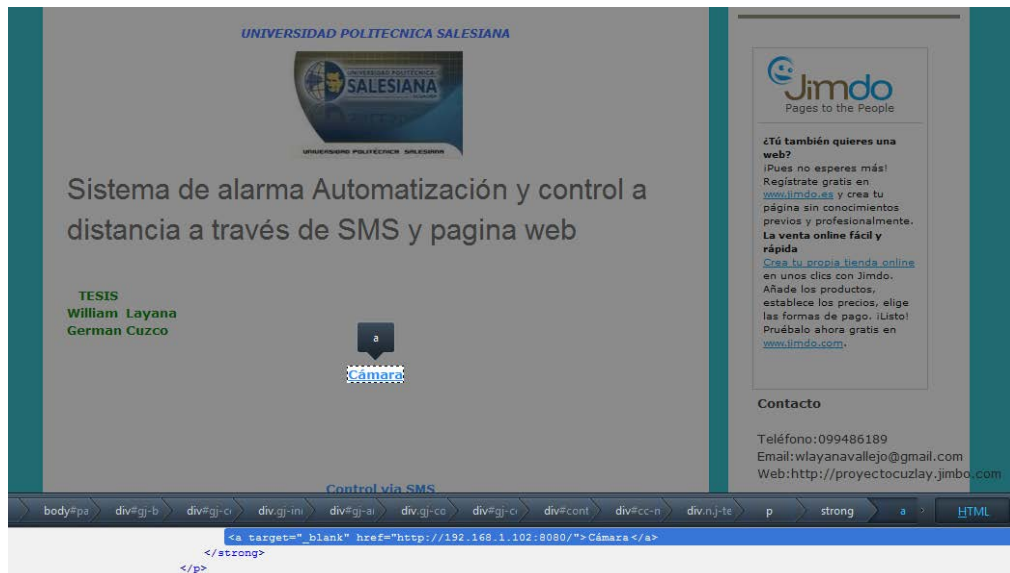 UNIVERSIDAD POLITECNICA SALESIANA
UNIVERSIDAD POLITÉCNICA
SALESIANA
UNIVERSIDAD POLITÉCNICA SALESIANA
Sistema de alarma Automatización y control a
distancia a través de SMS y pagina web
TESIS
William Layana
German Cuzco
a
Cámara
Control via SMS
Jimdo
Pages to the People
¿Tú también quieres una
web?
¡Pues no esperes más!
Regístrate gratis en
www.jimdo.es y crea tu
página sin conocimientos
previos y profesionalmente.
La venta online fácil y
rápida
Crea tu propia tienda online
en unos clics con Jimdo.
Añade los productos,
establece los precios, elige
las formas de pago. ¡Listo!
Pruébalo ahora gratis en
www.jimdo.com.
Contacto
Teléfono:099486189
Email:wlayanavallejo@gmail.com
Web:http://proyectocuzlay.jimbo.com
body#pa div#gj-b div#gj-c div.gj-in div#gj-a div.gj-co div#gj-c div#cont div#cc-n div.n.j-te p strong a HTML
<a target="_blank" href="http://192.168.1.102:8080/">Cámara</a>
</strong>
</p>